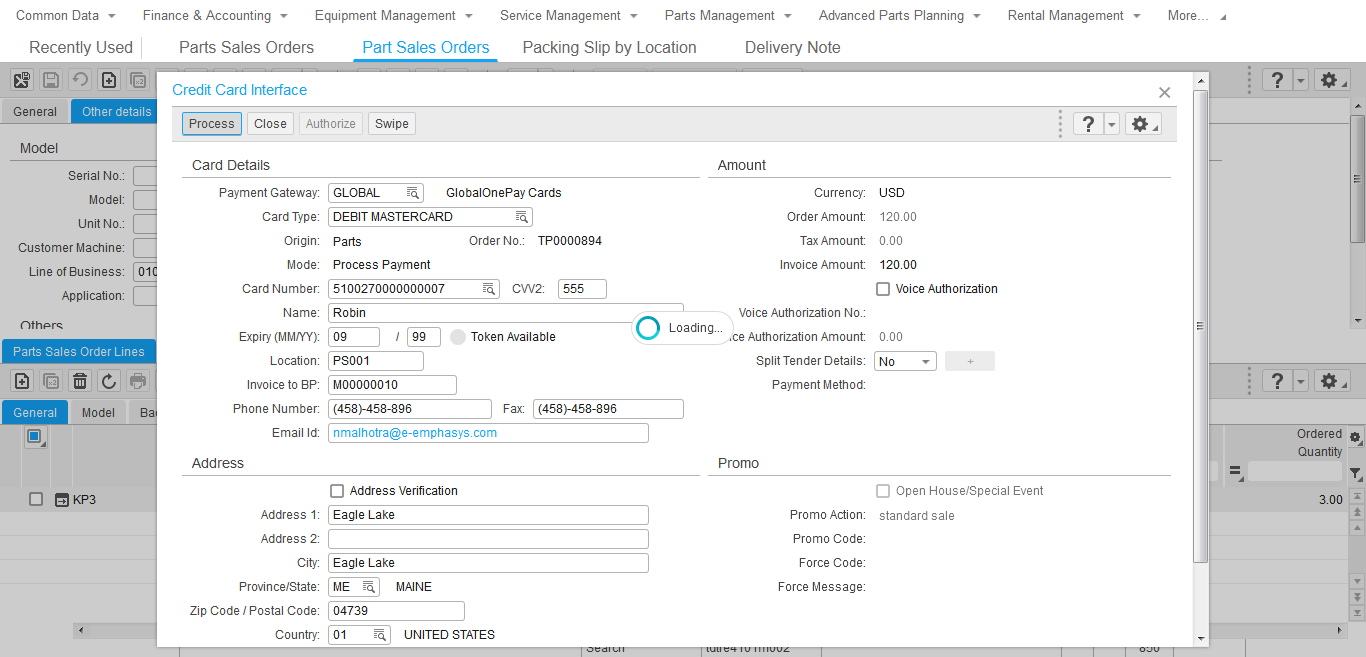 Common Data Finance & Accounting Equipment Management Service Management Parts Management Advanced Parts Planning Rental Management More...
Recently Used Parts Sales Orders Part Sales Orders Packing Slip by Location Delivery Note
General Other details
Model
Serial No.:
Model:
Unit No.:
Customer Machine:
Line of Business: 010
Application:
Others
Parts Sales Order Lines
General Model
KP3
Credit Card Interface
Process Close Authorize Swipe
Card Details
Payment Gateway: GLOBAL GlobalOnePay Cards
Card Type: DEBIT MASTERCARD
Origin: Parts Order No.: TP0000894
Mode: Process Payment
Card Number: 5100270000000007 CVV2: 555
Name: Robin
Expiry (MM/YY): 09 / 99 Token Available
Location: PS001
Invoice to BP: M00000010
Phone Number: (458)-458-896 Fax: (458)-458-896
Email Id: nmalhotra@e-emphasys.com
Loading...
Amount
Currency: USD
Order Amount: 120.00
Tax Amount: 0.00
Invoice Amount: 120.00
Voice Authorization
Voice Authorization No.:
Authorization Amount: 0.00
Split Tender Details: No +
Payment Method:
Address
Address Verification
Address 1: Eagle Lake
Address 2:
City: Eagle Lake
Province/State: ME MAINE
Zip Code / Postal Code: 04739
Country: 01 UNITED STATES
Promo
Open House/Special Event
Promo Action: standard sale
Promo Code:
Force Code:
Force Message:
Ordered
Quantity
=
3.00
Search 850